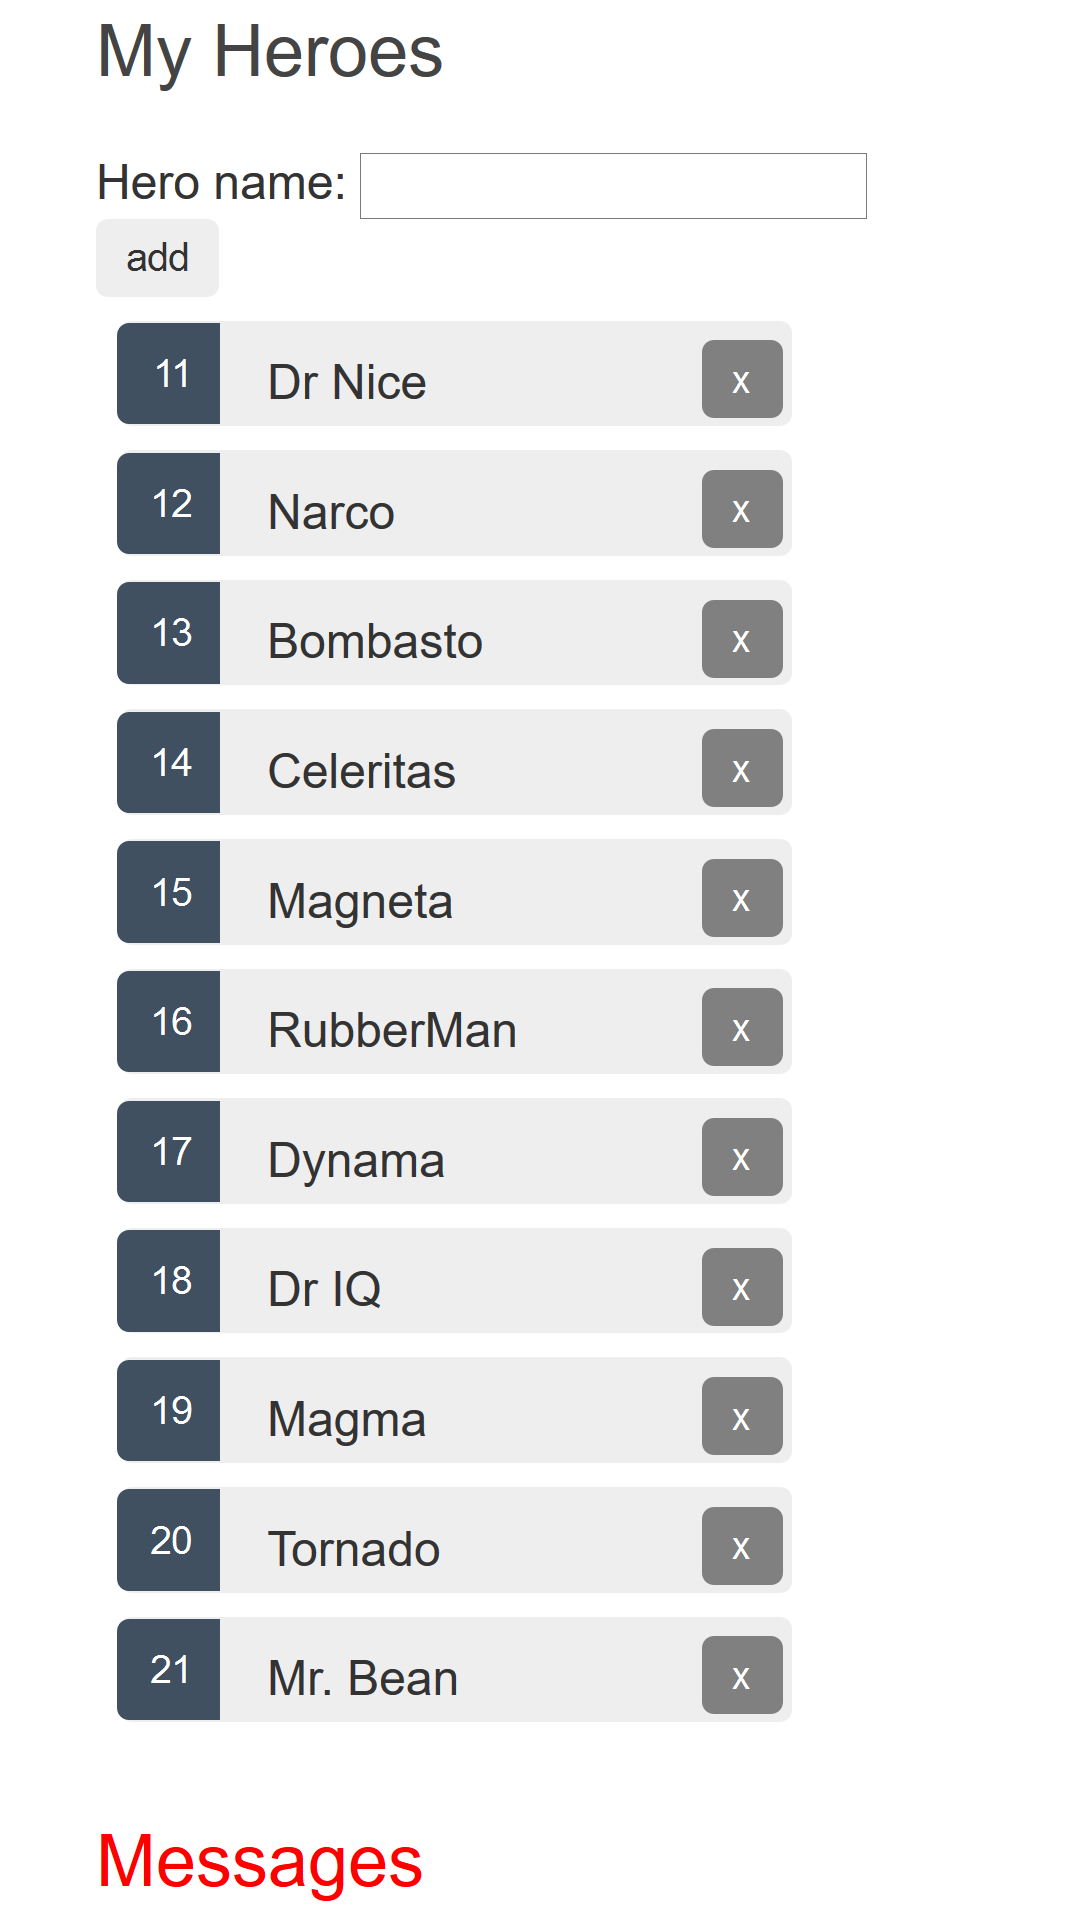 My Heroes
Hero name:
add
11 Dr Nice x
12 Narco x
13 Bombasto x
14 Celeritas x
15 Magneta x
16 RubberMan x
17 Dynama x
18 Dr IQ x
19 Magma x
20 Tornado x
21 Mr. Bean x
Messages